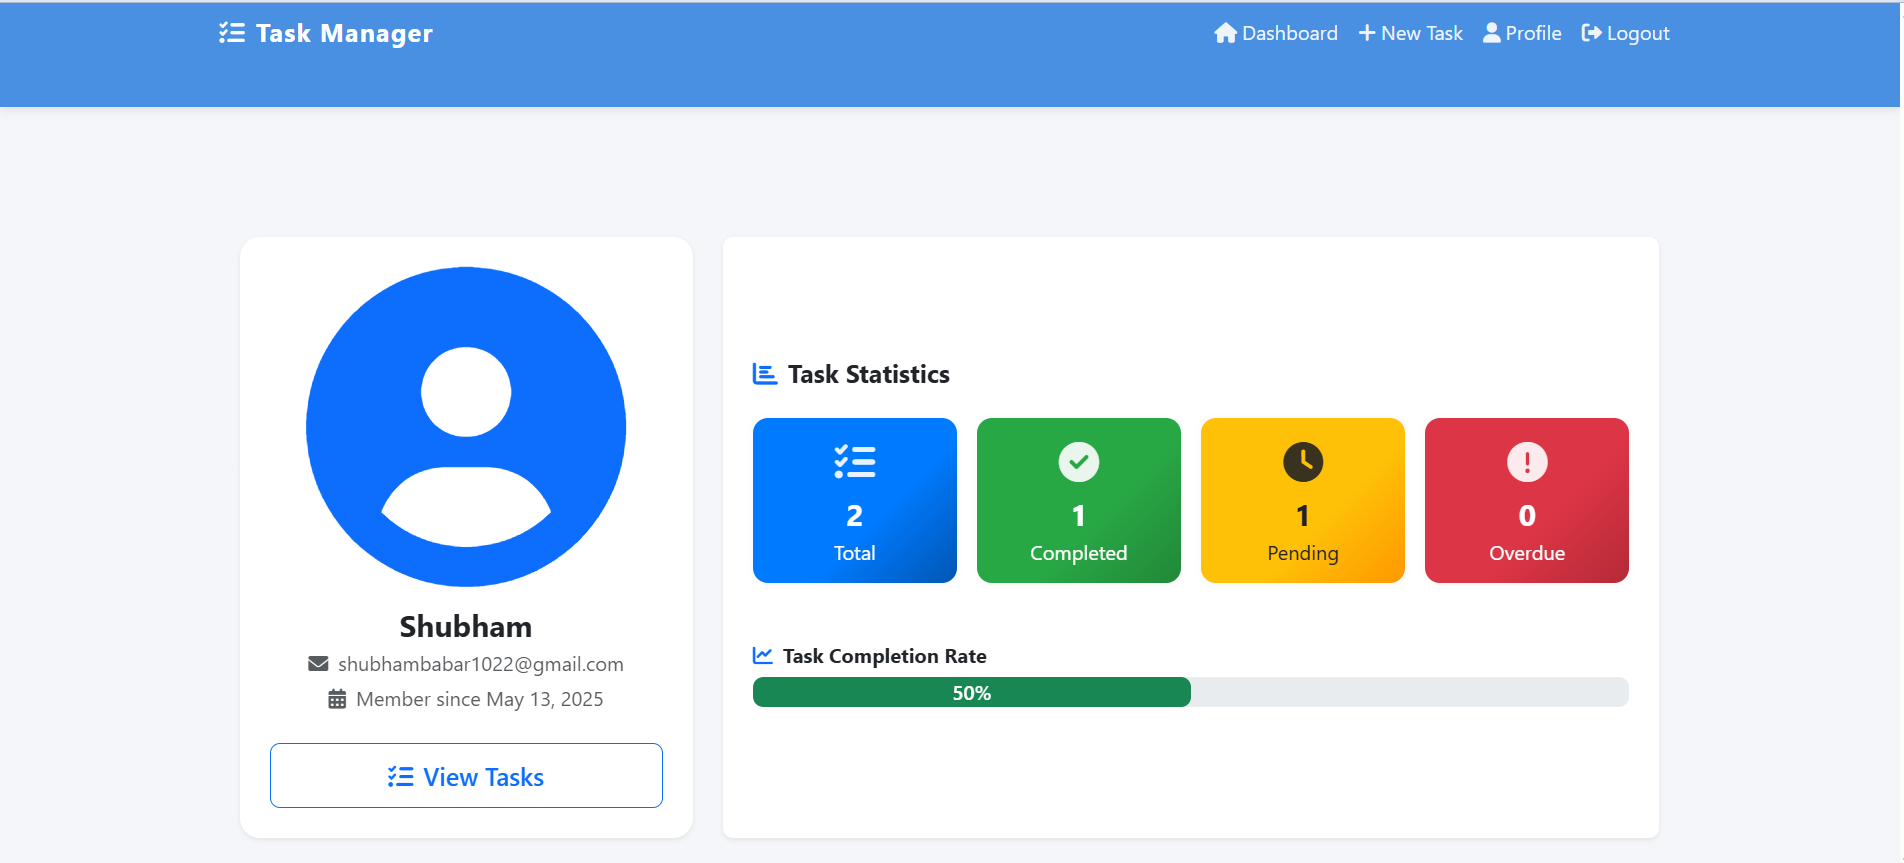 Task Manager
Dashboard New Task Profile Logout
Shubham
shubhambabar1022@gmail.com
Member since May 13, 2025
View Tasks
Task Statistics
2
Total
1
Completed
1
Pending
0
Overdue
Task Completion Rate
50%